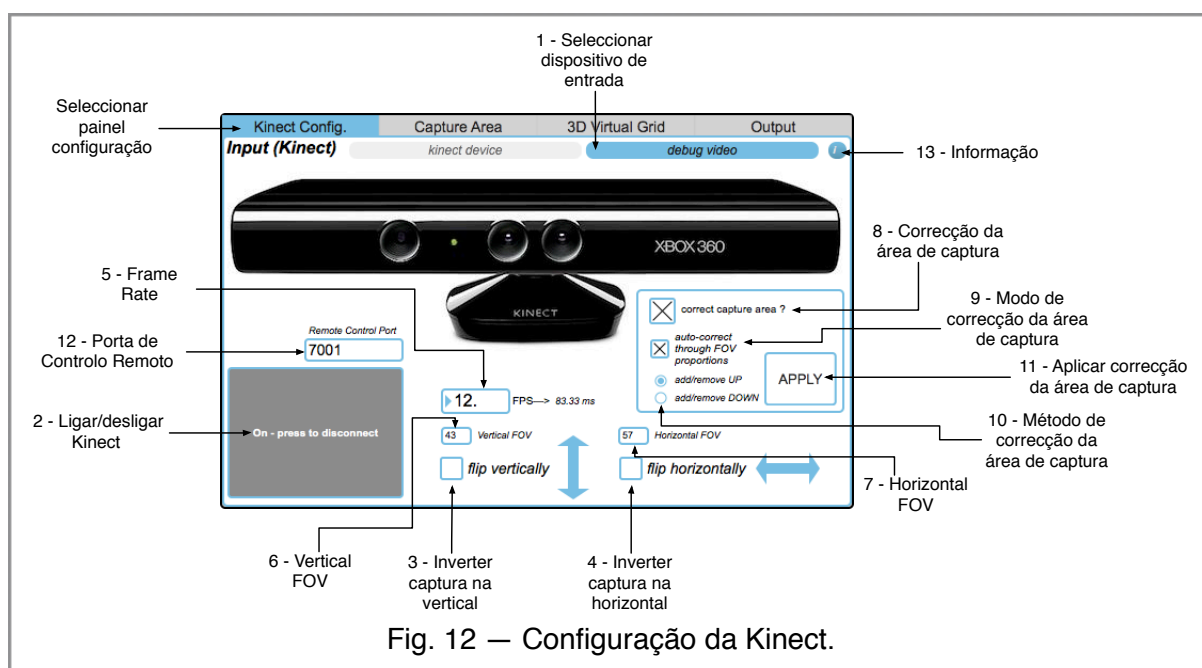 1 - Seleccionar
dispositivo de
entrada
Seleccionar
painel
configuração
Kinect Config.
Capture Area
3D Virtual Grid
Output
Input (Kinect)
kinect device
debug video
i
13 - Informação
XBOX 360
KINECT
8 - Correcção da
área de captura
5 - Frame
Rate
correct capture area ?
9 - Modo de
correcção da área
de captura
Remote Control Port
7001
12 - Porta de
Controlo Remoto
auto-correct
through FOV
proportions
add/remove UP
add/remove DOWN
APPLY
11 - Aplicar correcção
da área de captura
12.
FPS—> 83.33 ms
2 - Ligar/desligar
Kinect
On - press to disconnect
43
Vertical FOV
57
Horizontal FOV
10 - Método de
correcção da
área de captura
flip vertically
flip horizontally
7 - Horizontal
FOV
6 - Vertical
FOV
3 - Inverter
captura na
vertical
4 - Inverter
captura na
horizontal
Fig. 12 — Configuração da Kinect.